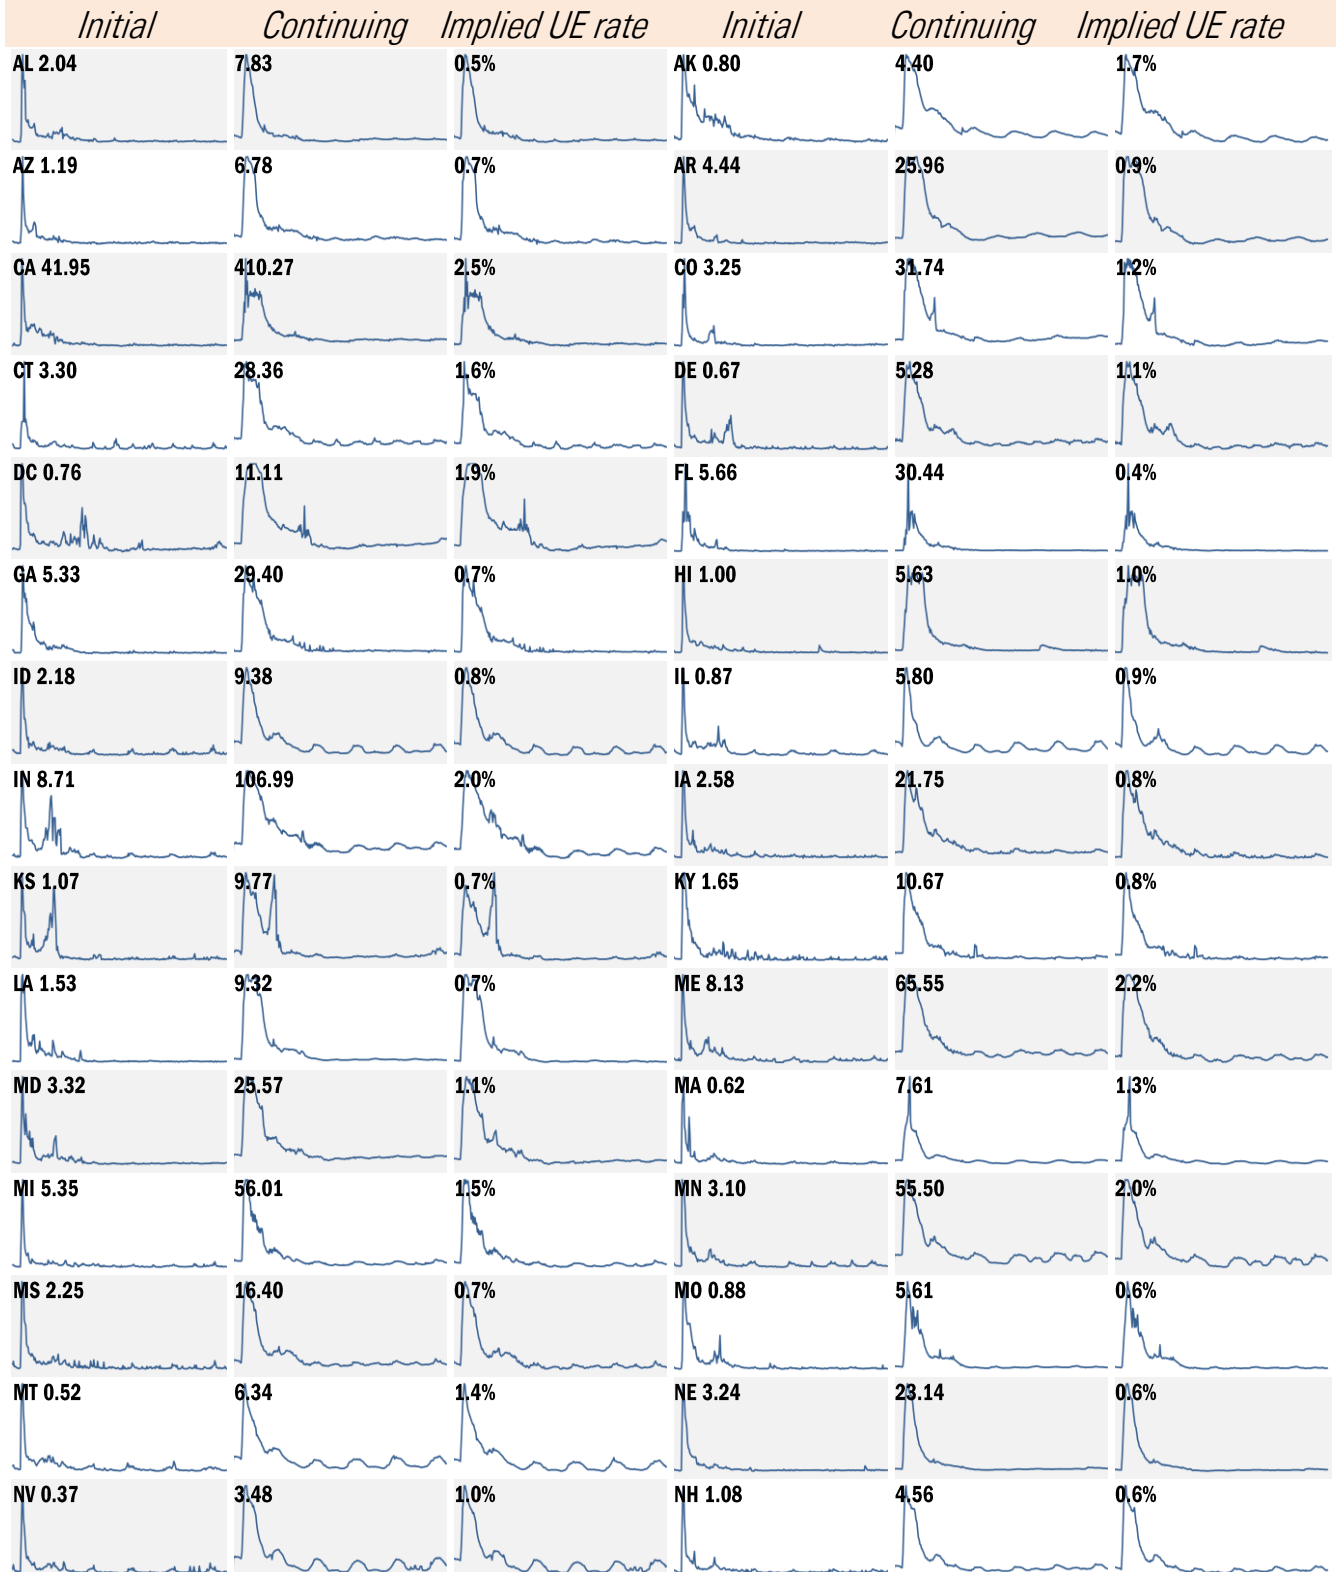 Initial Continuing Implied UE rate Initial Continuing Implied UE rate
AL 2.04 7.83 0.5% AK 0.80 4.40 1.7%
AZ 1.19 6.78 0.7% AR 4.44 25.96 0.9%
CA 41.95 410.27 2.5% CO 3.25 31.74 1.2%
CT 3.30 28.36 1.6% DE 0.67 5.28 1.1%
DC 0.76 11.11 1.9% FL 5.66 30.44 0.4%
GA 5.33 29.40 0.7% HI 1.00 5.63 1.0%
ID 2.18 9.38 0.8% IL 0.87 5.80 0.9%
IN 8.71 106.99 2.0% IA 2.58 21.75 0.8%
KS 1.07 9.77 0.7% KY 1.65 10.67 0.8%
LA 1.53 9.32 0.7% ME 8.13 65.55 2.2%
MD 3.32 25.57 1.1% MA 0.62 7.61 1.3%
MI 5.35 56.01 1.5% MN 3.10 55.50 2.0%
MS 2.25 16.40 0.7% MO 0.88 5.61 0.6%
MT 0.52 6.34 1.4% NE 3.24 23.14 0.6%
NV 0.37 3.48 1.0% NH 1.08 4.56 0.6%